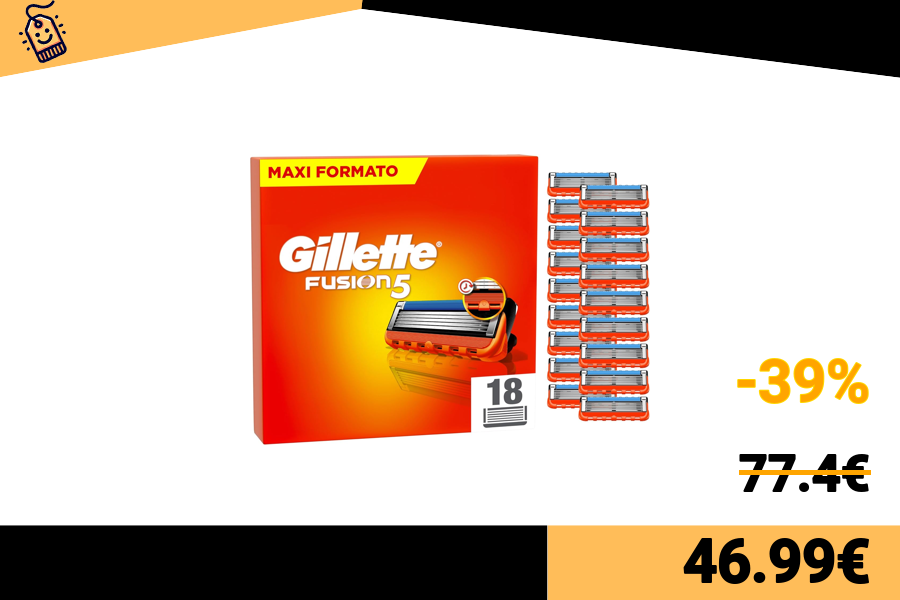 MAXI FORMATO
Gillette®
FUSION5
18
-39%
77.4€
46.99€